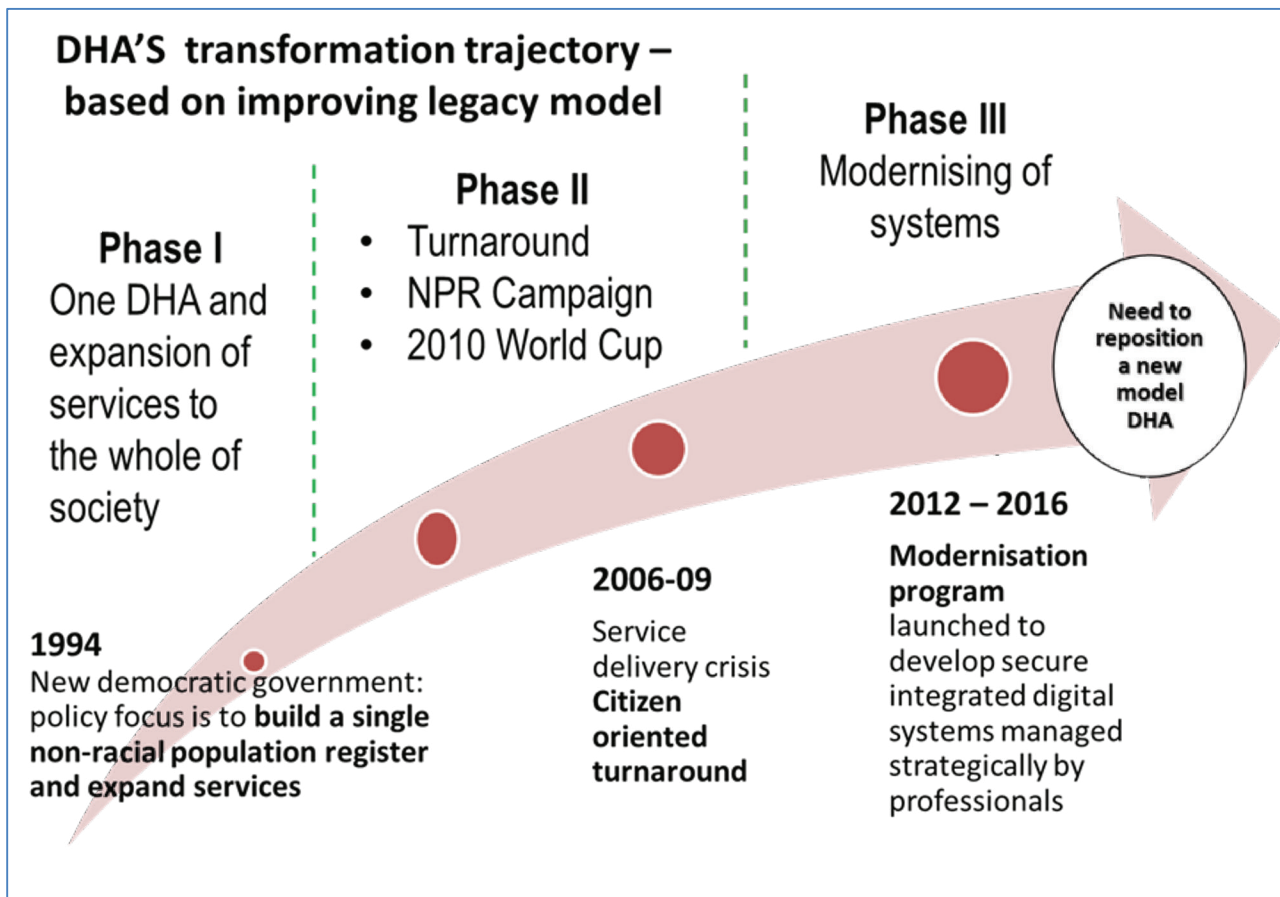 DHA'S  transformation trajectory –
based on improving legacy model
Phase I
One DHA and
expansion of
services to
the whole of
society
Phase II
• Turnaround
• NPR Campaign
• 2010 World Cup
Phase III
Modernising of
systems
Need to
reposition
a new
model
DHA
1994
New democratic government:
policy focus is to build a single
non-racial population register
and expand services
2006-09
Service
delivery crisis
Citizen
oriented
turnaround
2012 – 2016
Modernisation
program
launched to
develop secure
integrated digital
systems managed
strategically by
professionals